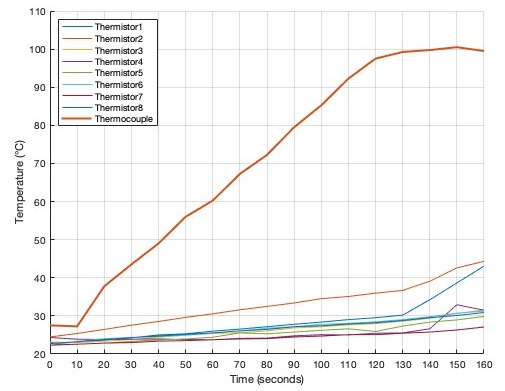 110
100
90
80
70
60
50
40
30
20
Temperature (°C)
Thermistor1
Thermistor2
Thermistor3
Thermistor4
Thermistor5
Thermistor6
Thermistor7
Thermistor8
Thermocouple
0 10 20 30 40 50 60 70 80 90 100 110 120 130 140 150 160
Time (seconds)